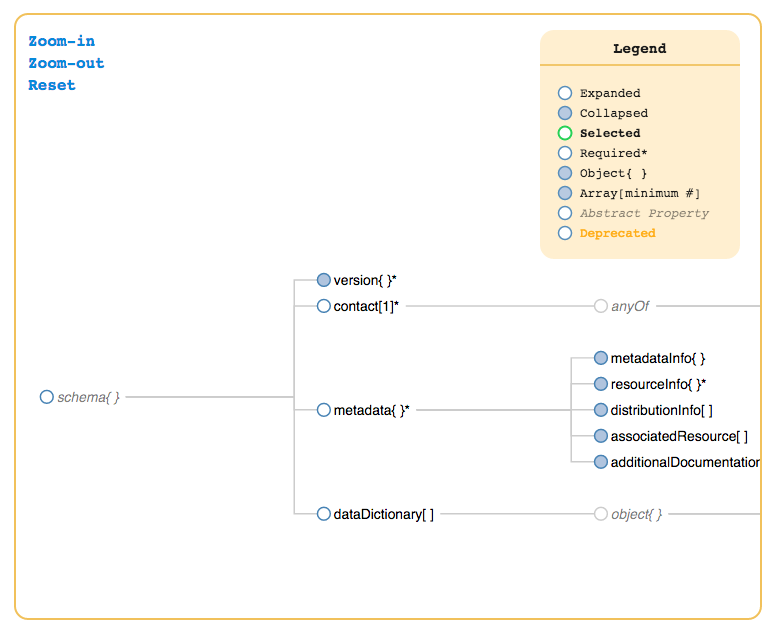 Zoom-in
Zoom-out
Reset
Legend
Expanded
Collapsed
Selected
Required*
Object{ }
Array[minimum #]
Abstract Property
Deprecated
version{ }*
contact[1]*
anyOf
metadataInfo{ }
resourceInfo{ }*
schema{ }
metadata{ }*
distributionInfo[ ]
associatedResource[ ]
additionalDocumentation
dataDictionary[ ]
object{ }